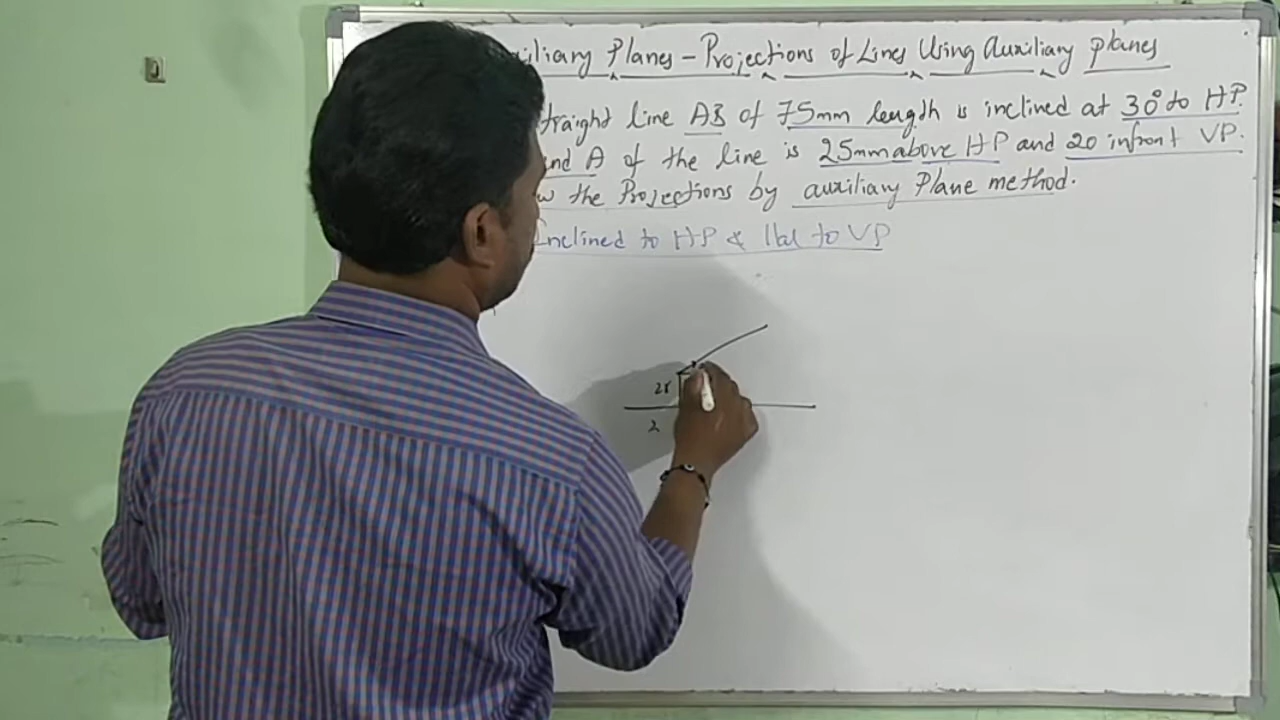 iliary Planes - Projections of Lines Using Auxiliary planes
traight line AB of 75mm length is inclined at 30° to HP.
nd A of the line is 25mm above HP and 20 infront VP.
w the Projections by auxiliary Plane method.
Inclined to HP & llal to VP
25
2